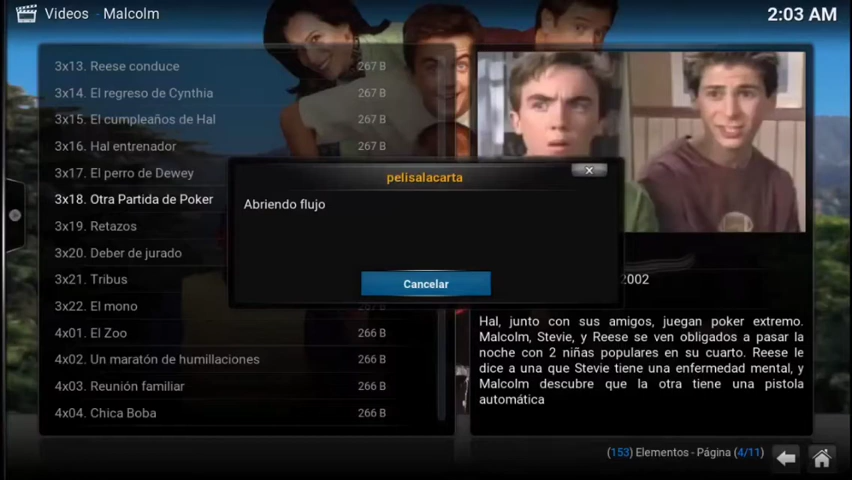 Videos - Malcolm
2:03 AM
3x13. Reese conduce 267 B
3x14. El regreso de Cynthia 267 B
3x15. El cumpleaños de Hal 267 B
3x16. Hal entrenador 267 B
3x17. El perro de Dewey
3x18. Otra Partida de Poker
3x19. Retazos
3x20. Deber de jurado
3x21. Tribus
3x22. El mono
4x01. El Zoo 266 B
4x02. Un maratón de humillaciones 266 B
4x03. Reunión familiar 266 B
4x04. Chica Boba 266 B
pelisalacarta
Abriendo flujo
Cancelar
2002
Hal, junto con sus amigos, juegan poker extremo.
Malcolm, Stevie, y Reese se ven obligados a pasar la
noche con 2 niñas populares en su cuarto. Reese le
dice a una que Stevie tiene una enfermedad mental, y
Malcolm descubre que la otra tiene una pistola
automática
(153) Elementos - Página (4/11)